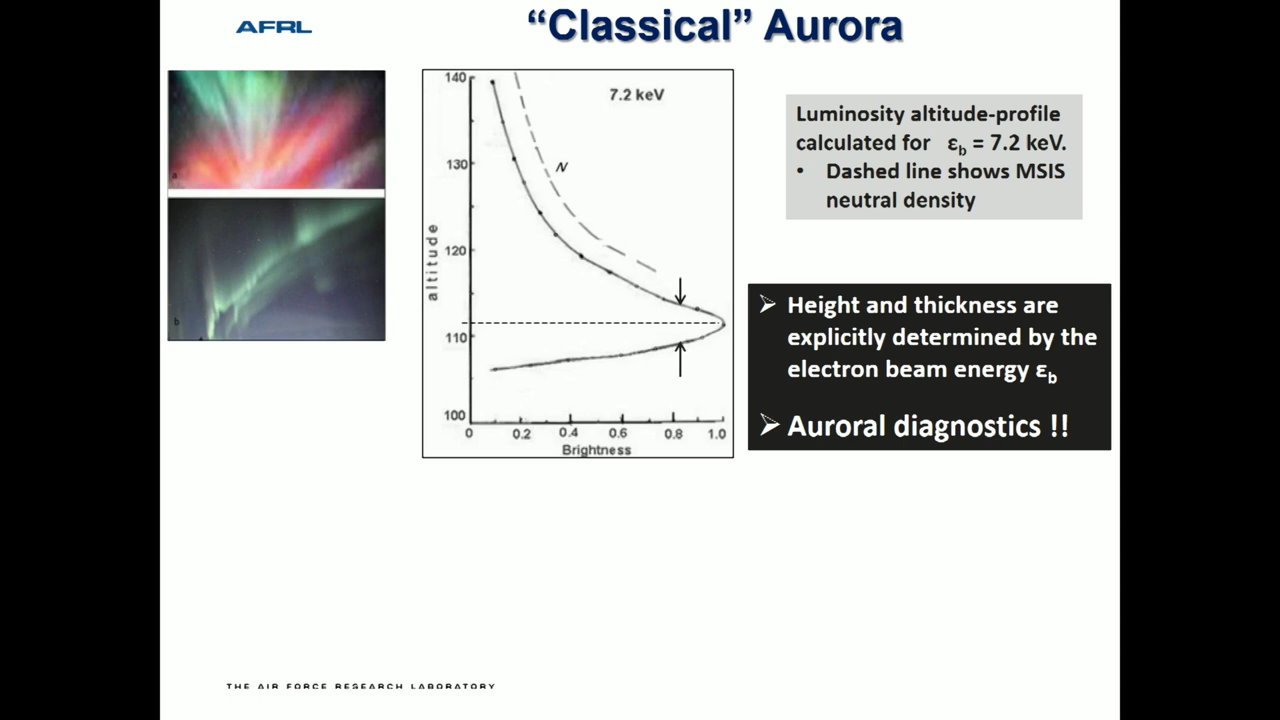 AFRL
“Classical” Aurora
a
b
140
130
120
110
100
altitude
7.2 keV
N
0
0.2
0.4
0.6
0.8
1.0
Brightness
Luminosity altitude-profile
calculated for εb = 7.2 keV.
• Dashed line shows MSIS
neutral density
➢ Height and thickness are
explicitly determined by the
electron beam energy εb
➢ Auroral diagnostics !!
THE AIR FORCE RESEARCH LABORATORY